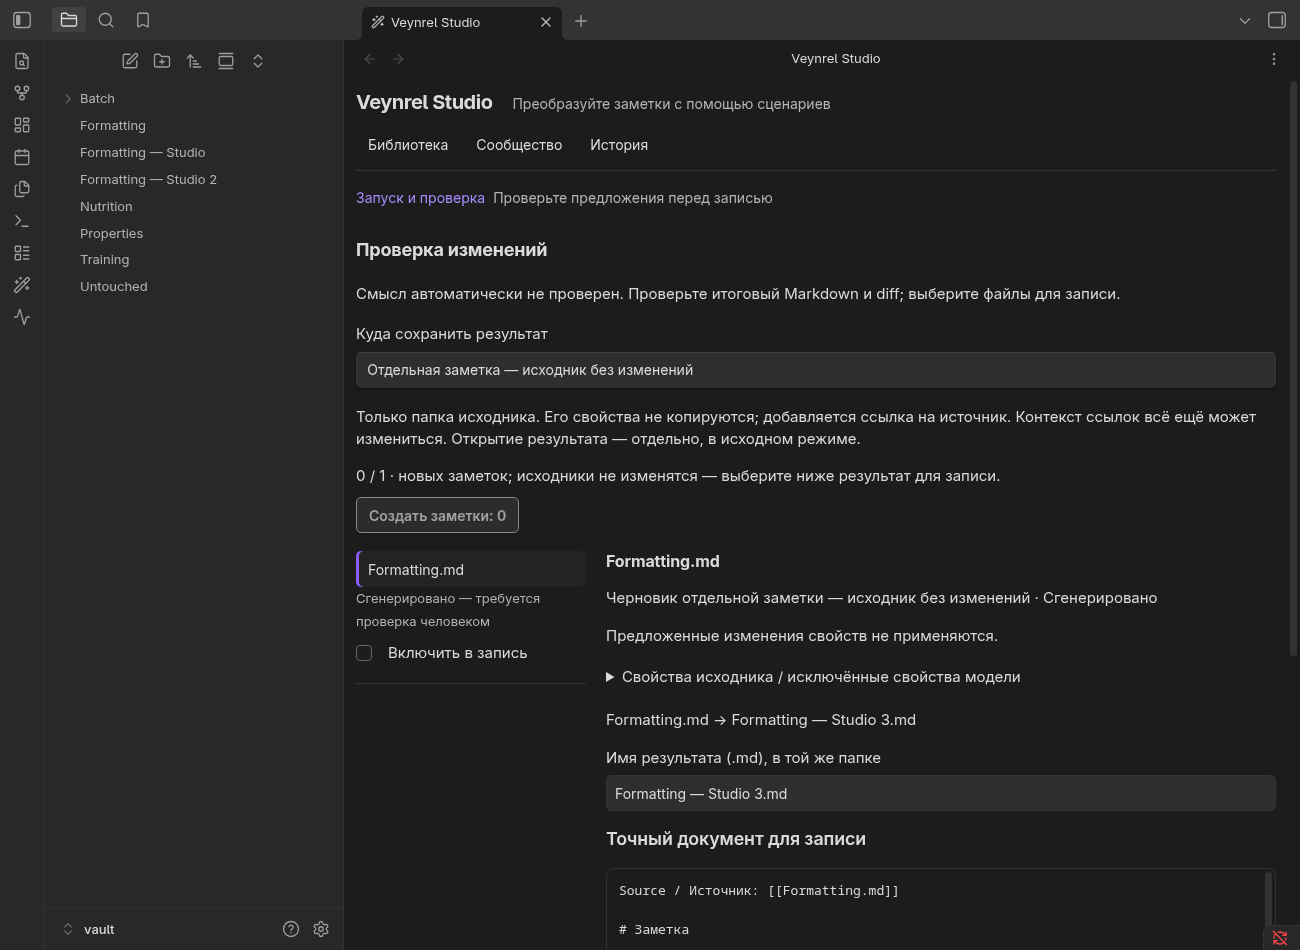 Veynrel Studio
Veynrel Studio
Batch
Formatting
Formatting — Studio
Formatting — Studio 2
Nutrition
Properties
Training
Untouched
vault
Veynrel Studio Преобразуйте заметки с помощью сценариев
Библиотека Сообщество История
Запуск и проверка Проверьте предложения перед записью
Проверка изменений
Смысл автоматически не проверен. Проверьте итоговый Markdown и diff; выберите файлы для записи.
Куда сохранить результат
Отдельная заметка — исходник без изменений
Только папка исходника. Его свойства не копируются; добавляется ссылка на источник. Контекст ссылок всё ещё может
измениться. Открытие результата — отдельно, в исходном режиме.
0 / 1 · новых заметок; исходники не изменятся — выберите ниже результат для записи.
Создать заметки: 0
Formatting.md
Сгенерировано — требуется
проверка человеком
Включить в запись
Formatting.md
Черновик отдельной заметки — исходник без изменений · Сгенерировано
Предложенные изменения свойств не применяются.
Свойства исходника / исключённые свойства модели
Formatting.md → Formatting — Studio 3.md
Имя результата (.md), в той же папке
Formatting — Studio 3.md
Точный документ для записи
Source / Источник: [[Formatting.md]]
# Заметка